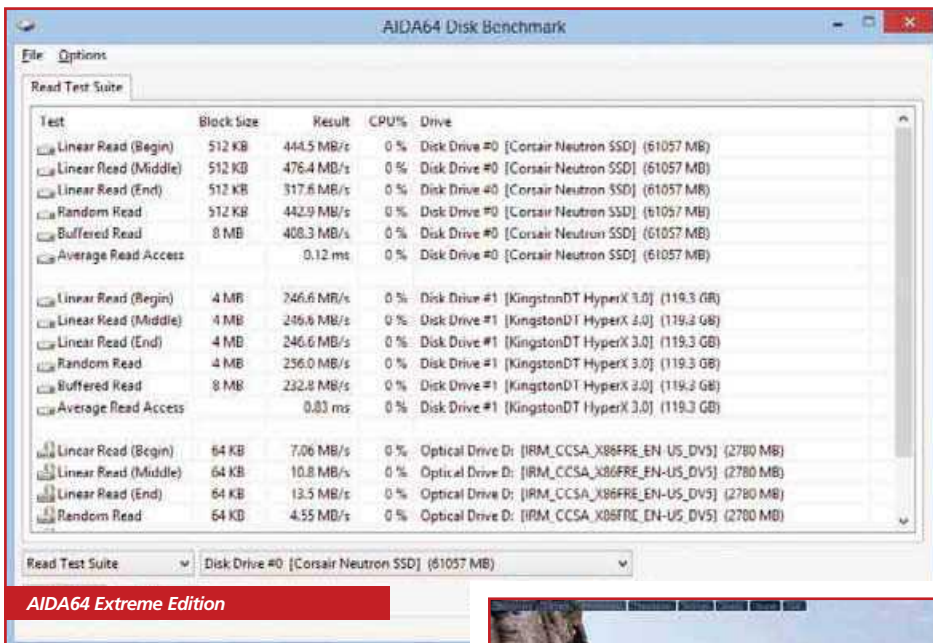 AIDA64 Disk Benchmark
File Options
Read Test Suite
Test Block Size Result CPU% Drive
Linear Read (Begin) 512 KB 444.5 MB/s 0 % Disk Drive #0 [Corsair Neutron SSD] (61057 MB)
Linear Read (Middle) 512 KB 476.4 MB/s 0 % Disk Drive #0 [Corsair Neutron SSD] (61057 MB)
Linear Read (End) 512 KB 317.6 MB/s 0 % Disk Drive #0 [Corsair Neutron SSD] (61057 MB)
Random Read 512 KB 442.9 MB/s 0 % Disk Drive #0 [Corsair Neutron SSD] (61057 MB)
Buffered Read 8 MB 408.3 MB/s 0 % Disk Drive #0 [Corsair Neutron SSD] (61057 MB)
Average Read Access 0.12 ms 0 % Disk Drive #0 [Corsair Neutron SSD] (61057 MB)
Linear Read (Begin) 4 MB 246.6 MB/s 0 % Disk Drive #1 [KingstonDT HyperX 3.0] (119.3 GB)
Linear Read (Middle) 4 MB 246.6 MB/s 0 % Disk Drive #1 [KingstonDT HyperX 3.0] (119.3 GB)
Linear Read (End) 4 MB 246.6 MB/s 0 % Disk Drive #1 [KingstonDT HyperX 3.0] (119.3 GB)
Random Read 4 MB 256.0 MB/s 0 % Disk Drive #1 [KingstonDT HyperX 3.0] (119.3 GB)
Buffered Read 8 MB 232.8 MB/s 0 % Disk Drive #1 [KingstonDT HyperX 3.0] (119.3 GB)
Average Read Access 0.83 ms 0 % Disk Drive #1 [KingstonDT HyperX 3.0] (119.3 GB)
Linear Read (Begin) 64 KB 7.06 MB/s 0 % Optical Drive D: [IRM_CCSA_X86FRE_EN-US_DV5] (2780 MB)
Linear Read (Middle) 64 KB 10.8 MB/s 0 % Optical Drive D: [IRM_CCSA_X86FRE_EN-US_DV5] (2780 MB)
Linear Read (End) 64 KB 13.5 MB/s 0 % Optical Drive D: [IRM_CCSA_X86FRE_EN-US_DV5] (2780 MB)
Random Read 64 KB 4.55 MB/s 0 % Optical Drive D: [IRM_CCSA_X86FRE_EN-US_DV5] (2780 MB)
Read Test Suite Disk Drive #0 [Corsair Neutron SSD] (61057 MB)
AIDA64 Extreme Edition